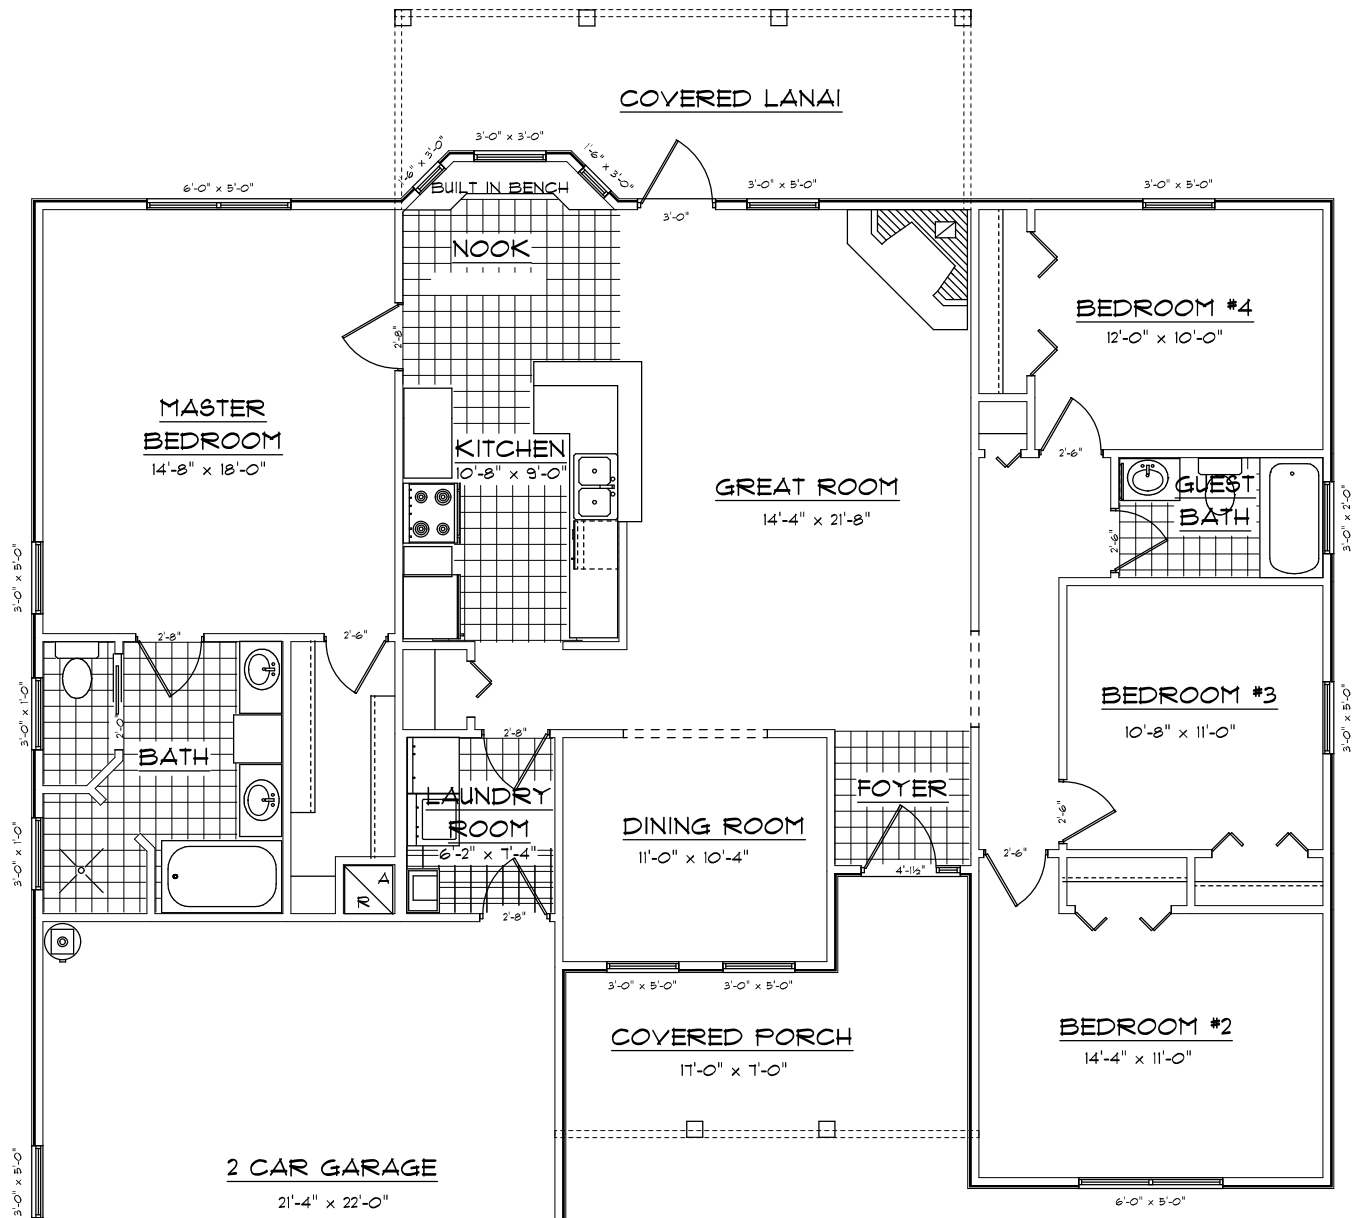 COVERED LANAI
3'-0" x 3'-0"
1'-6" x 3'-0"
1'-6" x 3'-0"
BUILT IN BENCH
6'-0" x 5'-0"
3'-0"
3'-0" x 5'-0"
3'-0" x 5'-0"
NOOK
2'-8"
BEDROOM #4
12'-0" x 10'-0"
MASTER
BEDROOM
14'-8" x 18'-0"
KITCHEN
10'-8" x 9'-0"
GREAT ROOM
14'-4" x 21'-8"
2'-6"
GUEST
BATH
2'-6"
3'-0" x 2'-0"
3'-0" x 5'-0"
2'-8"
2'-6"
3'-0" x 1'-0"
2'-0
BATH
3'-0" x 1'-0"
2'-8"
LAUNDRY
ROOM
6'-2" x 7'-4"
2'-8"
A
R
DINING ROOM
11'-0" x 10'-4"
FOYER
4'-1½"
BEDROOM #3
10'-8" x 11'-0"
3'-0" x 5'-0"
2'-6"
2'-6"
3'-0" x 5'-0"
3'-0" x 5'-0"
COVERED PORCH
17'-0" x 7'-0"
BEDROOM #2
14'-4" x 11'-0"
6'-0" x 5'-0"
2 CAR GARAGE
21'-4" x 22'-0"
3'-0" x 5'-0"